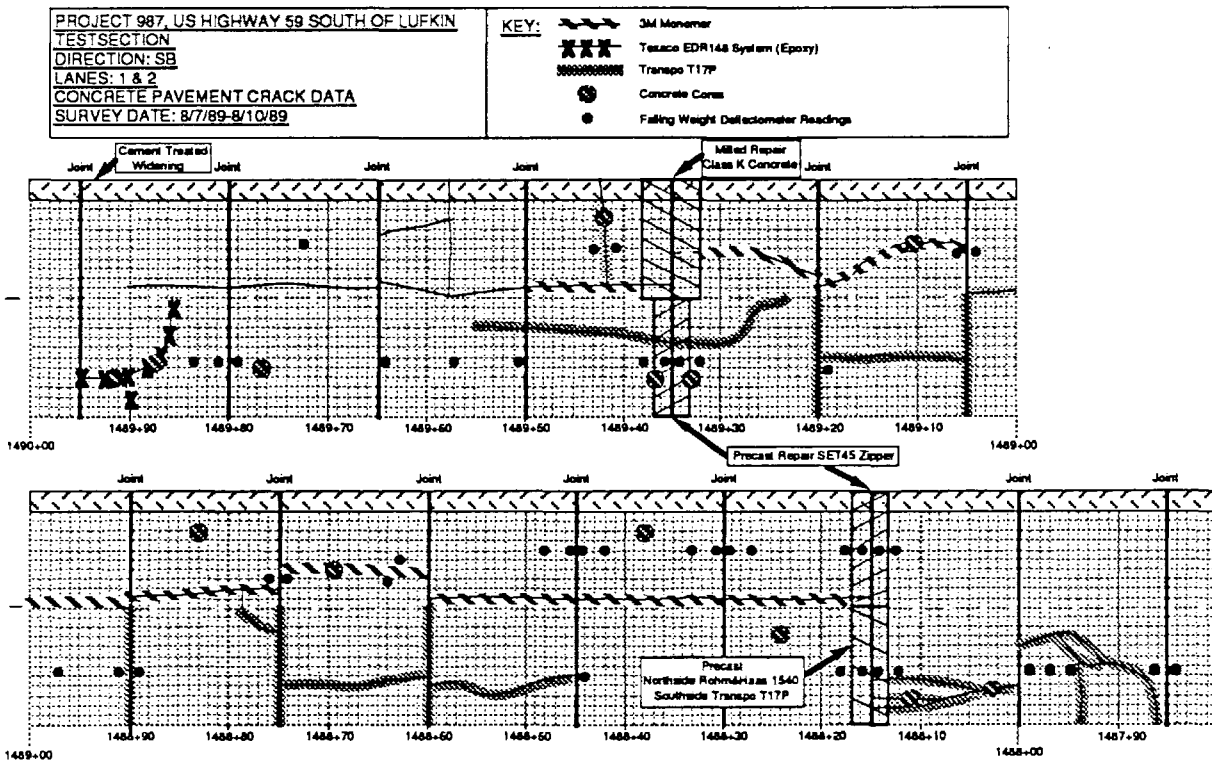 PROJECT 987, US HIGHWAY 59 SOUTH OF LUFKIN
TESTSECTION
DIRECTION: SB
LANES: 1 & 2
CONCRETE PAVEMENT CRACK DATA
SURVEY DATE: 8/7/89-8/10/89
KEY:
3M Monomer
Texaco EDR148 System (Epoxy)
Transpo T17P
Concrete Cores
Falling Weight Deflectometer Readings
Cement Treated
Widening
Milled Repair
Class K Concrete
Joint Joint Joint Joint Joint Joint Joint
1490+00 1489+90 1489+80 1489+70 1489+60 1489+50 1489+40 1489+30 1489+20 1489+10 1489+00
Precast Repair SET45 Zipper
Joint Joint Joint Joint Joint Joint Joint
Precast
Northside Rohm&Haas 1540
Southside Transpo T17P
1489+00 1488+90 1488+80 1488+70 1488+60 1488+50 1488+40 1488+30 1488+20 1488+10 1488+00 1487+90